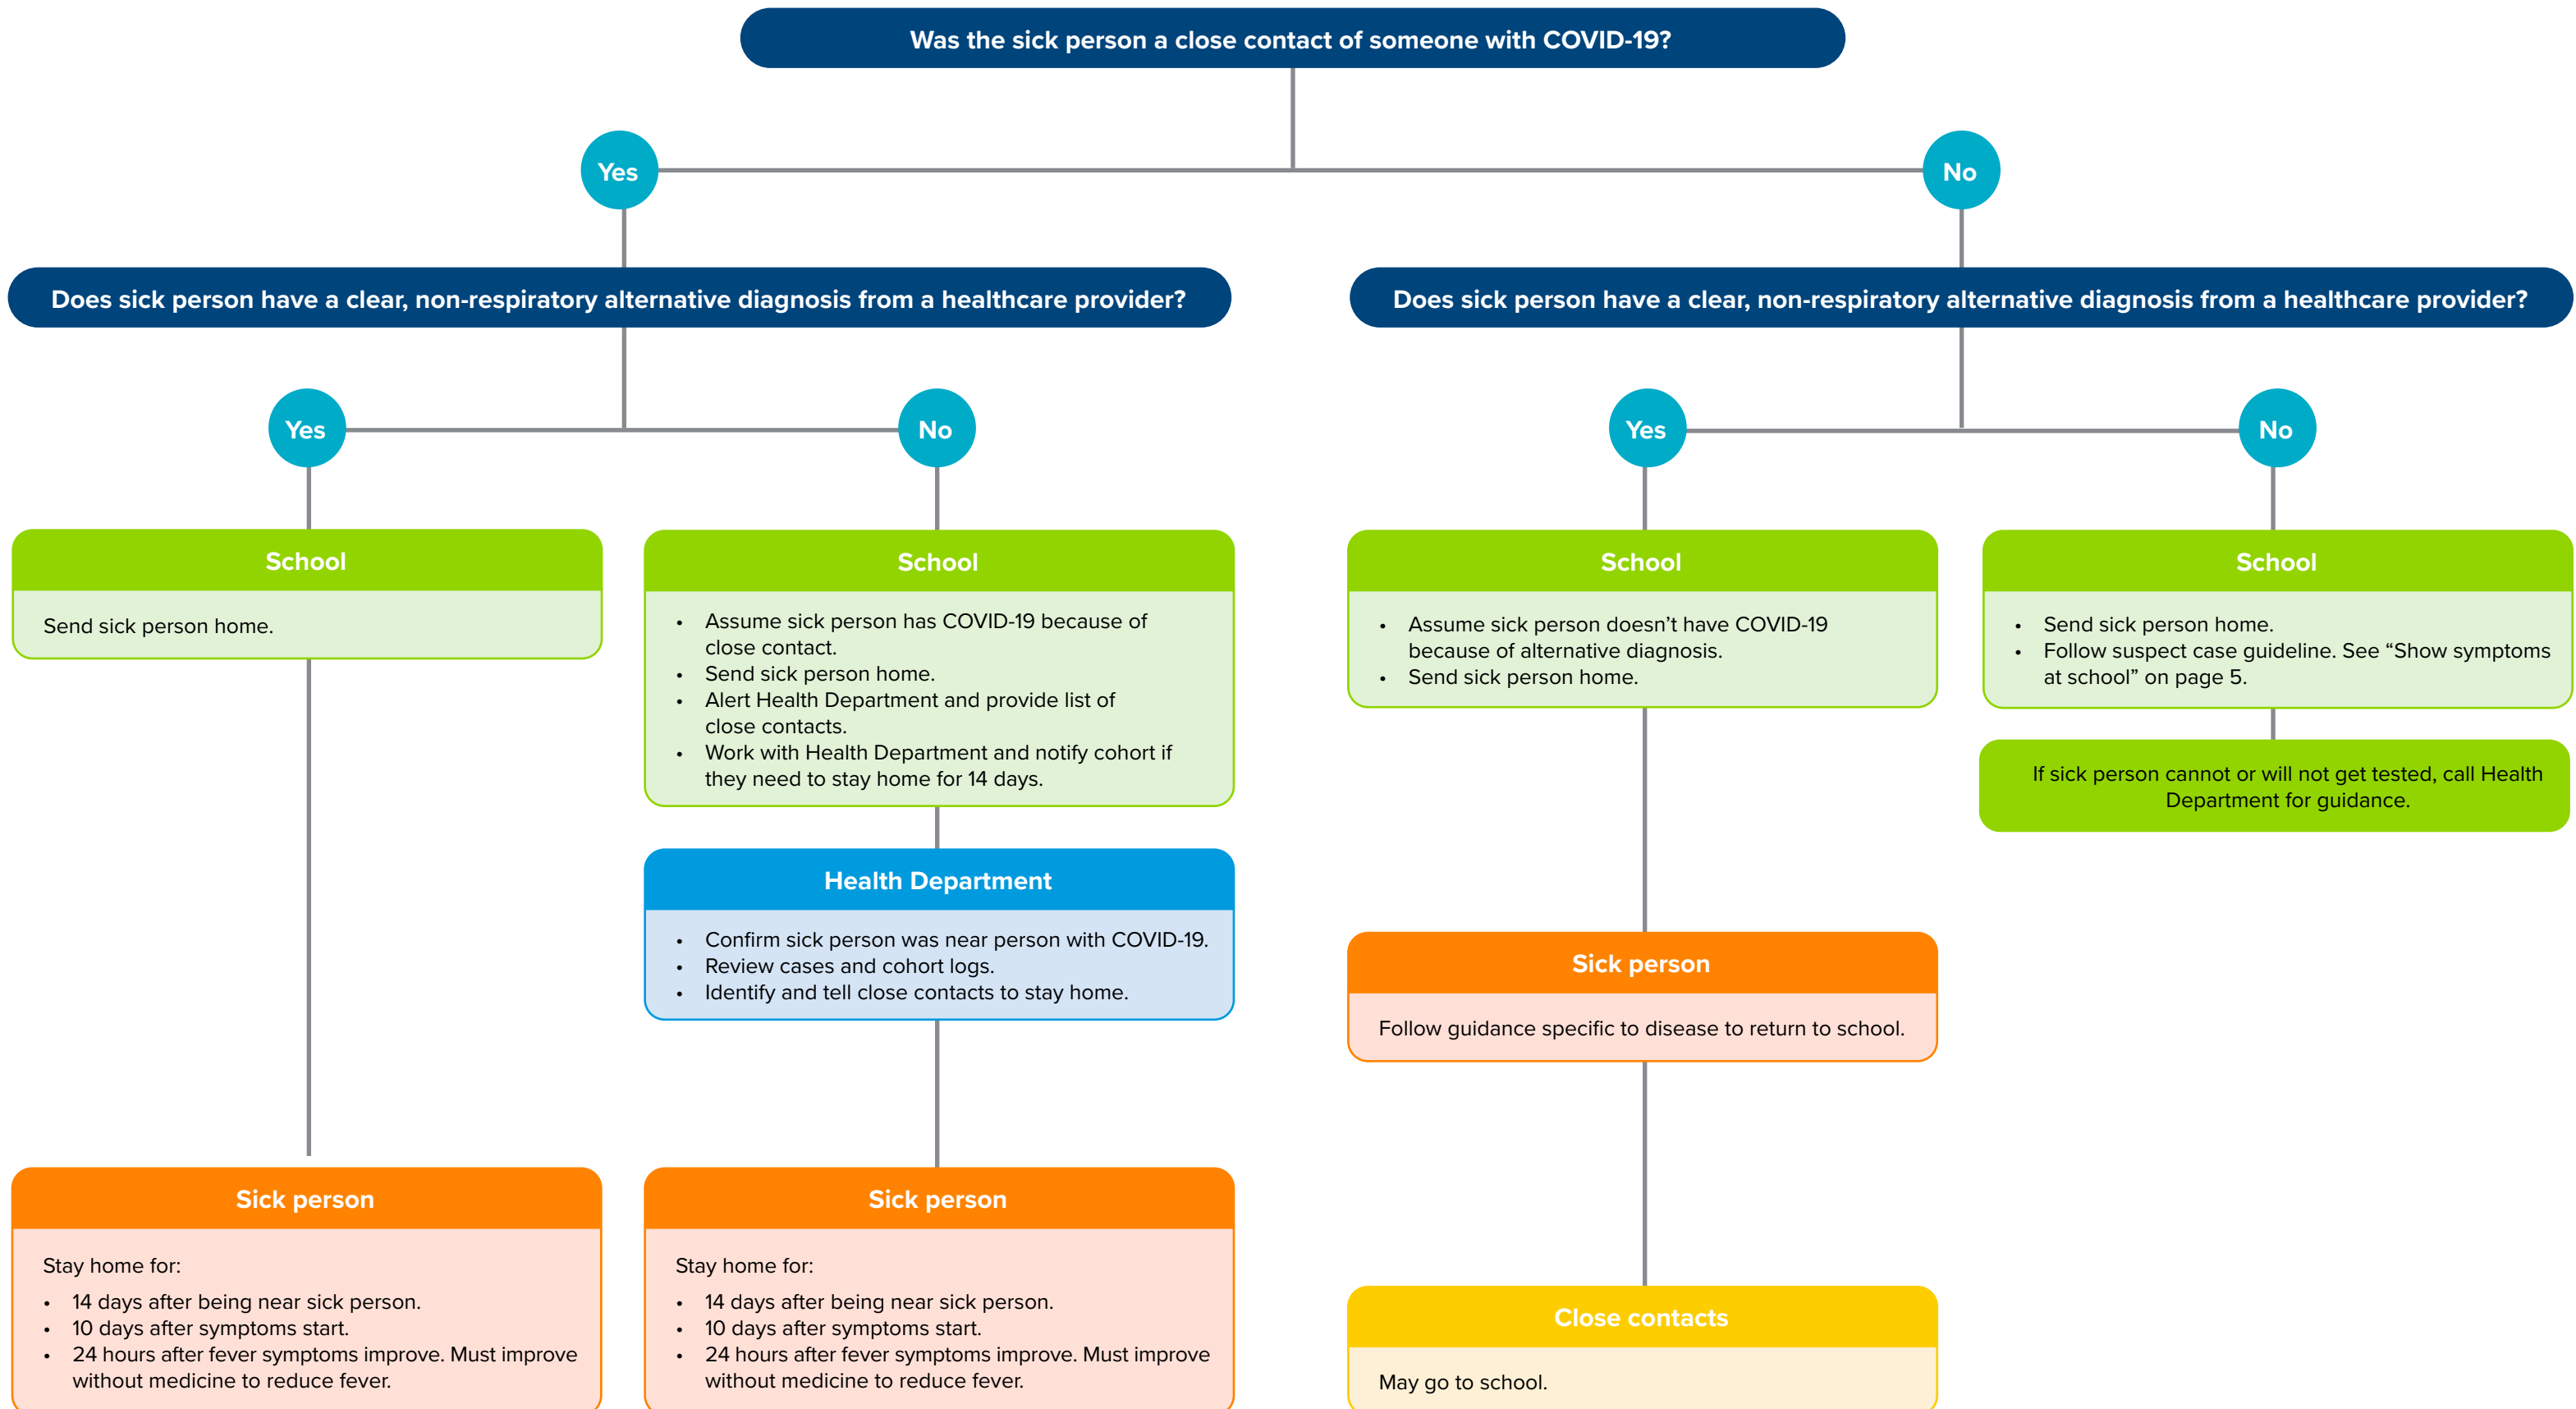 Was the sick person a close contact of someone with COVID-19?
Yes
No
Does sick person have a clear, non-respiratory alternative diagnosis from a healthcare provider?
Does sick person have a clear, non-respiratory alternative diagnosis from a healthcare provider?
Yes
No
Yes
No
School
Send sick person home.
School
• Assume sick person has COVID-19 because of
close contact.
• Send sick person home.
• Alert Health Department and provide list of
close contacts.
• Work with Health Department and notify cohort if
they need to stay home for 14 days.
School
• Assume sick person doesn’t have COVID-19
because of alternative diagnosis.
• Send sick person home.
School
• Send sick person home.
• Follow suspect case guideline. See “Show symptoms
at school” on page 5.
If sick person cannot or will not get tested, call Health
Department for guidance.
Health Department
• Confirm sick person was near person with COVID-19.
• Review cases and cohort logs.
• Identify and tell close contacts to stay home.
Sick person
Follow guidance specific to disease to return to school.
Sick person
Stay home for:
• 14 days after being near sick person.
• 10 days after symptoms start.
• 24 hours after fever symptoms improve. Must improve
without medicine to reduce fever.
Sick person
Stay home for:
• 14 days after being near sick person.
• 10 days after symptoms start.
• 24 hours after fever symptoms improve. Must improve
without medicine to reduce fever.
Close contacts
May go to school.